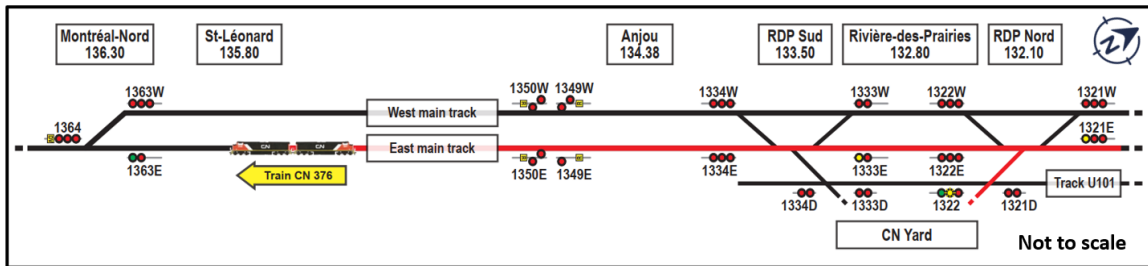 Montréal-Nord
136.30
St-Léonard
135.80
Anjou
134.38
RDP Sud
133.50
Rivière-des-Prairies
132.80
RDP Nord
132.10
N
1363W
1350W
1349W
1334W
1333W
1322W
1321W
1364
West main track
1321E
CN
CN
East main track
1363E
Train CN 376
1350E
1349E
1334E
1333E
1322E
Track U101
1334D
1333D
1322
1321D
CN Yard
Not to scale